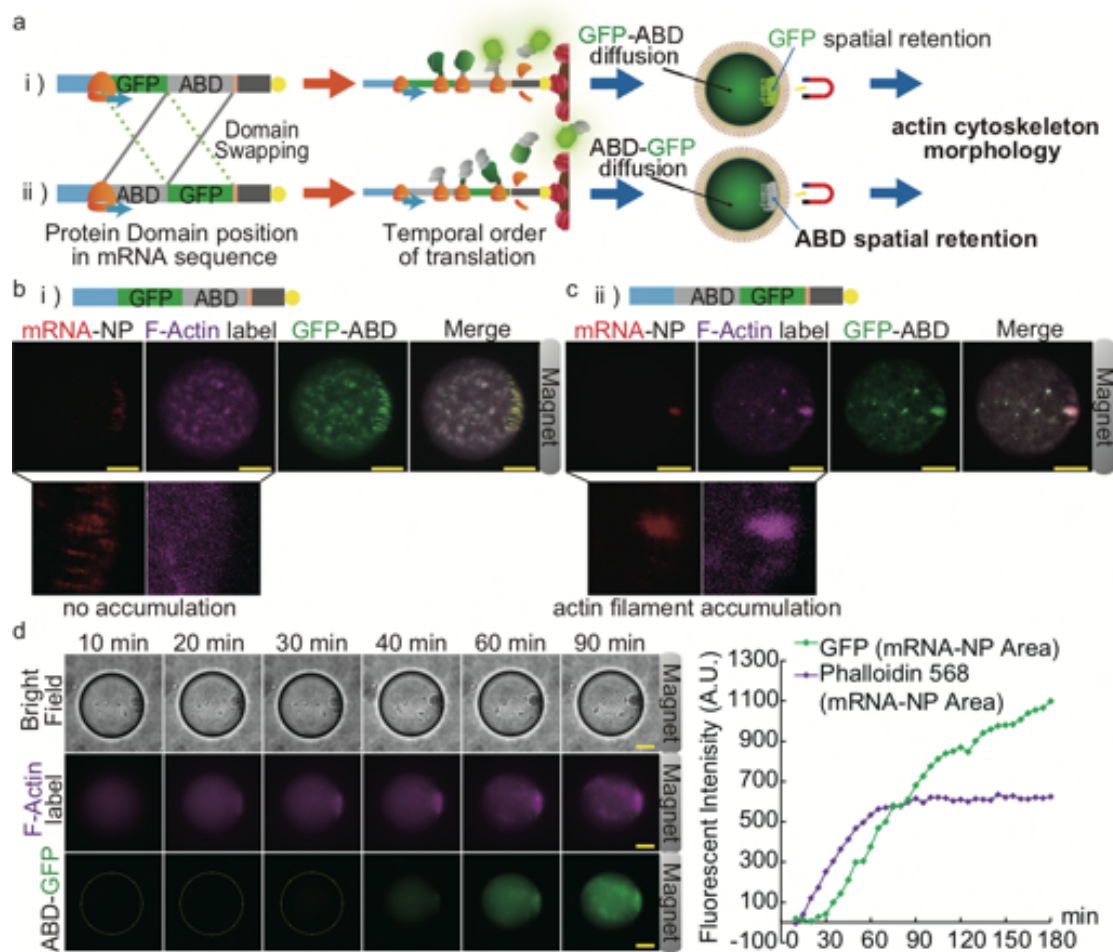 a
i )
GFP
ABD
Domain
Swapping
ii )
ABD
GFP
Protein Domain position
in mRNA sequence
Temporal order
of translation
GFP-ABD
diffusion
GFP spatial retention
ABD-GFP
diffusion
ABD spatial retention
actin cytoskeleton
morphology
b
i )
GFP
ABD
mRNA-NP
F-Actin label
GFP-ABD
Merge
Magnet
no accumulation
c
ii )
ABD
GFP
mRNA-NP
F-Actin label
GFP-ABD
Merge
Magnet
actin filament accumulation
d
10 min
20 min
30 min
40 min
60 min
90 min
Bright
Field
Magnet
F-Actin
label
Magnet
ABD-GFP
Magnet
GFP (mRNA-NP Area)
Phalloidin 568
(mRNA-NP Area)
Fluorescent Intenisity (A.U.)
1300
1100
900
700
500
300
100
-100
0
30
60
90
120
150
180
min